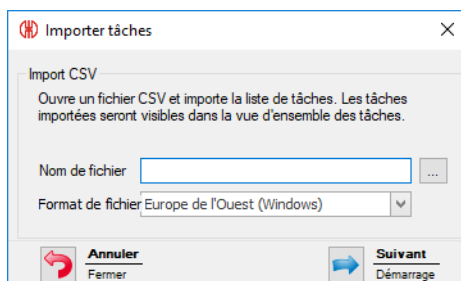 Importer tâches
Import CSV
Ouvre un fichier CSV et importe la liste de tâches. Les tâches
importées seront visibles dans la vue d'ensemble des tâches.
Nom de fichier ...
Format de fichier Europe de l'Ouest (Windows)
Annuler Suivant
Fermer Démarrage